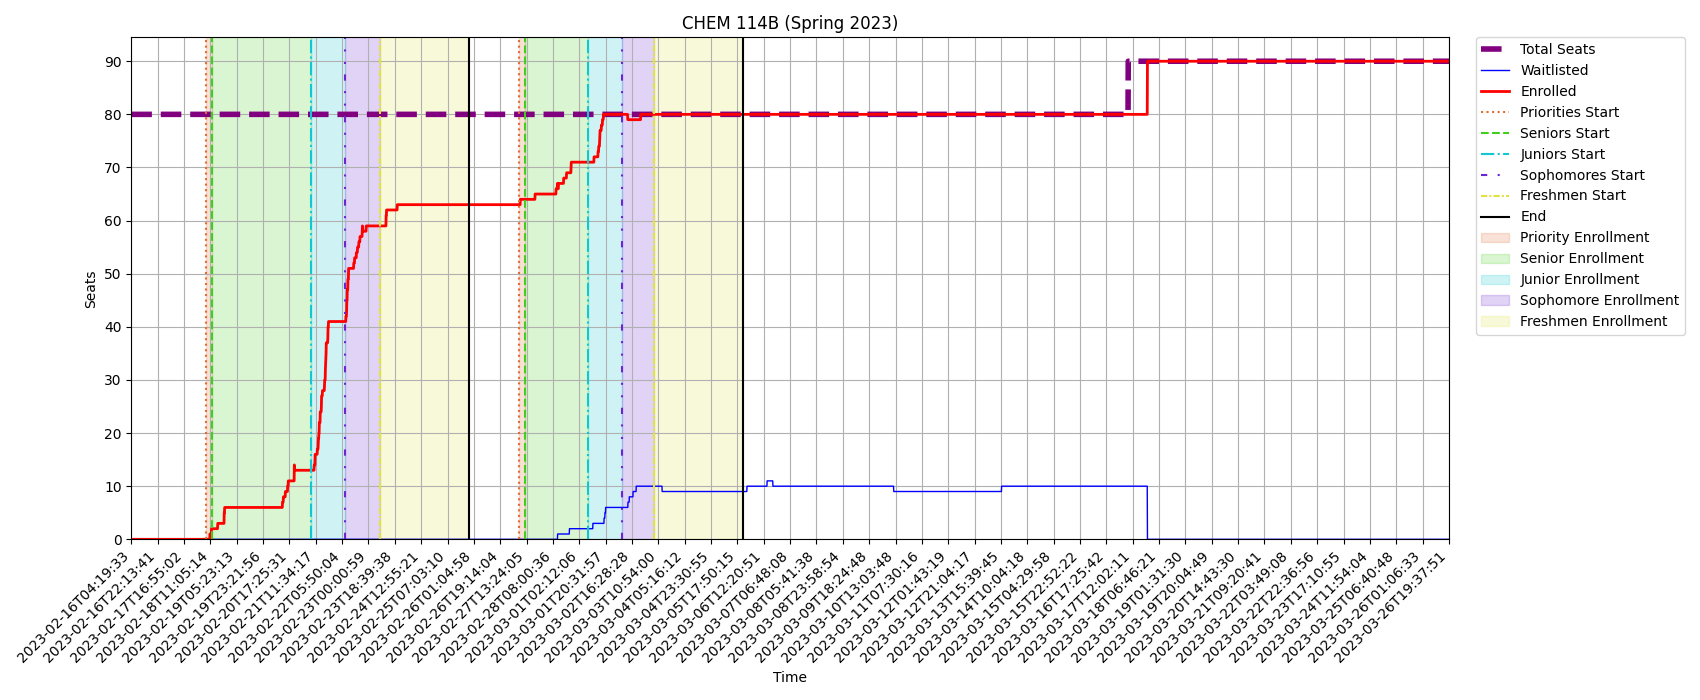 CHEM 114B (Spring 2023)
Seats
90
80
70
60
50
40
30
20
10
0
2023-02-16T04:19:33
2023-02-16T22:13:41
2023-02-17T16:55:02
2023-02-18T11:05:14
2023-02-19T05:23:13
2023-02-19T23:21:56
2023-02-20T17:25:31
2023-02-21T11:34:17
2023-02-22T05:50:04
2023-02-23T00:00:59
2023-02-23T18:39:38
2023-02-24T12:55:21
2023-02-25T07:03:10
2023-02-26T01:04:58
2023-02-26T19:14:04
2023-02-27T13:24:05
2023-02-28T08:00:36
2023-03-01T02:12:06
2023-03-01T20:31:57
2023-03-02T16:28:28
2023-03-03T10:54:00
2023-03-04T05:16:12
2023-03-04T23:30:55
2023-03-05T17:50:15
2023-03-06T12:20:51
2023-03-07T06:48:08
2023-03-08T05:41:38
2023-03-08T23:58:54
2023-03-09T18:24:48
2023-03-10T13:03:48
2023-03-11T07:30:16
2023-03-12T01:43:19
2023-03-12T21:04:17
2023-03-13T15:39:45
2023-03-14T10:04:18
2023-03-15T04:29:58
2023-03-15T22:52:22
2023-03-16T17:25:42
2023-03-17T12:02:11
2023-03-18T06:46:21
2023-03-19T01:31:30
2023-03-19T20:04:49
2023-03-20T14:43:30
2023-03-21T09:20:41
2023-03-22T03:49:08
2023-03-22T22:36:56
2023-03-23T17:10:55
2023-03-24T11:54:04
2023-03-25T06:40:48
2023-03-26T01:06:33
2023-03-26T19:37:51
Time
Total Seats
Waitlisted
Enrolled
Priorities Start
Seniors Start
Juniors Start
Sophomores Start
Freshmen Start
End
Priority Enrollment
Senior Enrollment
Junior Enrollment
Sophomore Enrollment
Freshmen Enrollment